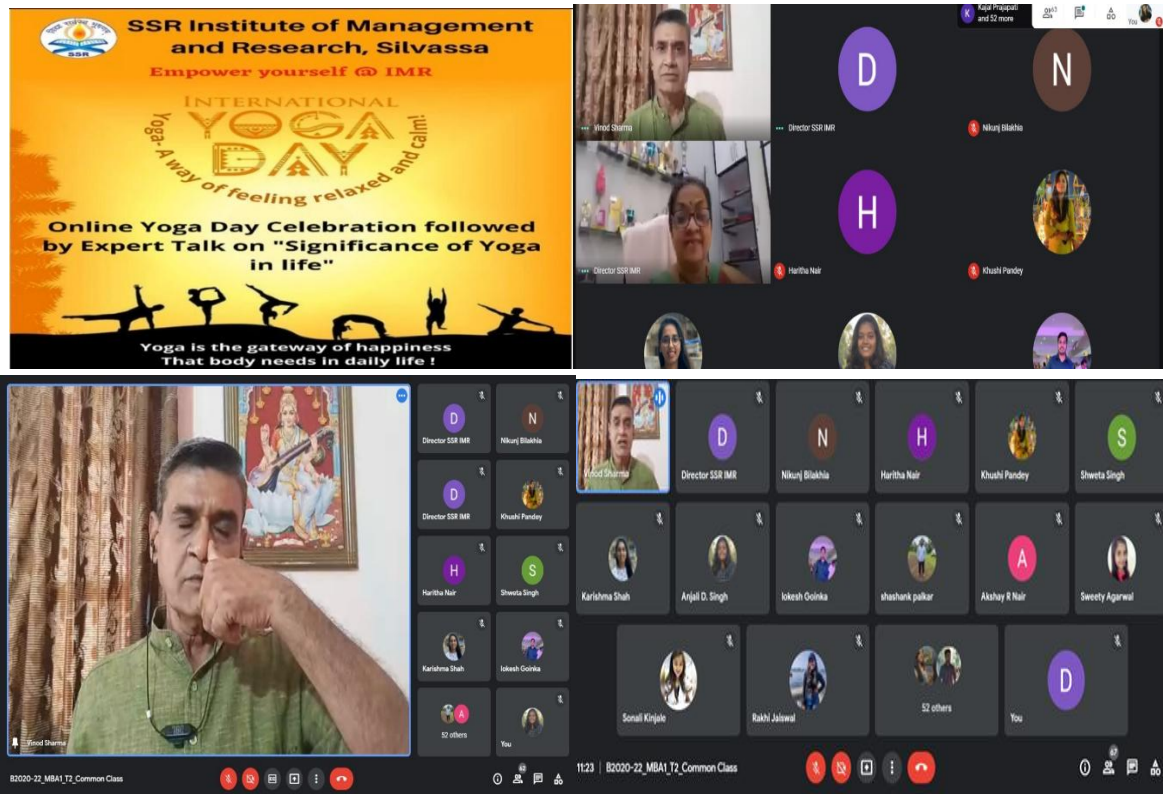 SSR Institute of Management
and Research, Silvassa
SSR
Empower yourself @ IMR
INTERNATIONAL
YOGA
DAY
Yoga- A way of feeling relaxed and calm!
Online Yoga Day Celebration followed
by Expert Talk on "Significance of Yoga
in life"
Yoga is the gateway of happiness
That body needs in daily life !
K
Kajal Prajapati
and 52 more
You
Vinod Sharma
D
Director SSR IMR
N
Nikunj Bilakhia
Director SSR IMR
H
Haritha Nair
Khushi Pandey
Vinod Sharma
D
Director SSR IMR
N
Nikunj Bilakhia
D
Director SSR IMR
Khushi Pandey
H
Haritha Nair
S
Shweta Singh
Karishma Shah
lokesh Goinka
A
52 others
You
B2020-22_MBA1_T2_Common Class
62
Vinod Sharma
D
Director SSR IMR
N
Nikunj Bilakhia
H
Haritha Nair
Khushi Pandey
S
Shweta Singh
Karishma Shah
Anjali D. Singh
lokesh Goinka
shashank palkar
A
Akshay R Nair
Sweety Agarwal
Sonali Kinjale
Rakhi Jaiswal
52 others
D
You
11:23 | B2020-22_MBA1_T2_Common Class
67